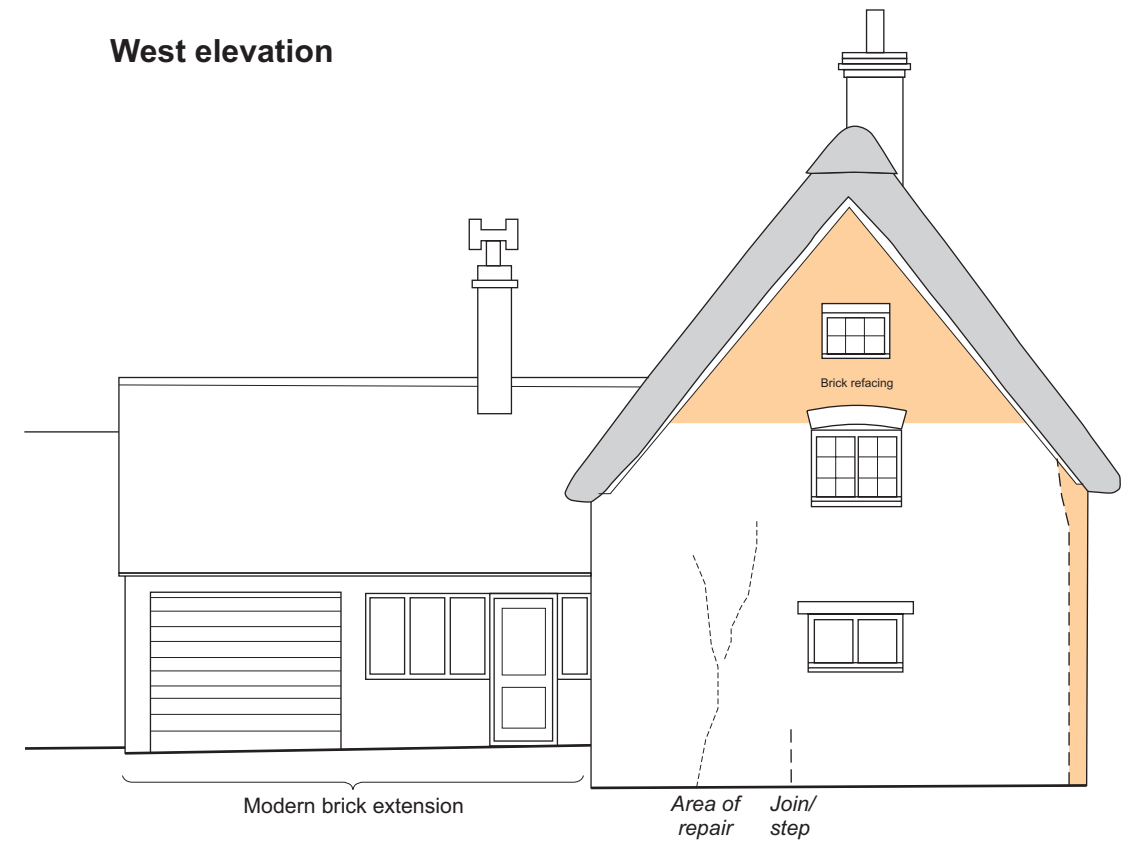 West elevation
Brick refacing
Modern brick extension
Area of
repair
Join/
step